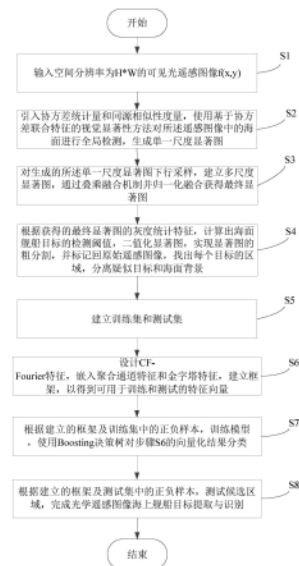 开始
S1
输入空间分辨率为H*W的可见光遥感图像f(x,y)
S2
引入协方差统计量和同源相似性度量，使用基于协
方差联合特征的视觉显著性方法对所述遥感图像中的海
面进行全局检测，生成单一尺度显著图
S3
对生成的所述单一尺度显著图下行采样，建立多尺度
显著图，通过叠乘融合机制并归一化融合获得最终显
著图
S4
根据获得的最终显著图的灰度统计特征，计算出海面
舰船目标的检测阈值，二值化显著图，实现显著图的
粗分割，并标记回原始遥感图像，找出每个目标的区
域，分离疑似目标和海面背景
S5
建立训练集和测试集
S6
设计CF-
Fourier特征，嵌入聚合通道特征和金字塔特征，建立框
架，以得到可用于训练和测试的特征向量
S7
根据建立的框架及训练集中的正负样本，训练模型
，使用Boosting决策树对步骤S6的向量化结果分类
S8
根据建立的框架及测试集中的正负样本，测试候选区
域，完成光学遥感图像海上舰船目标提取与识别
结束